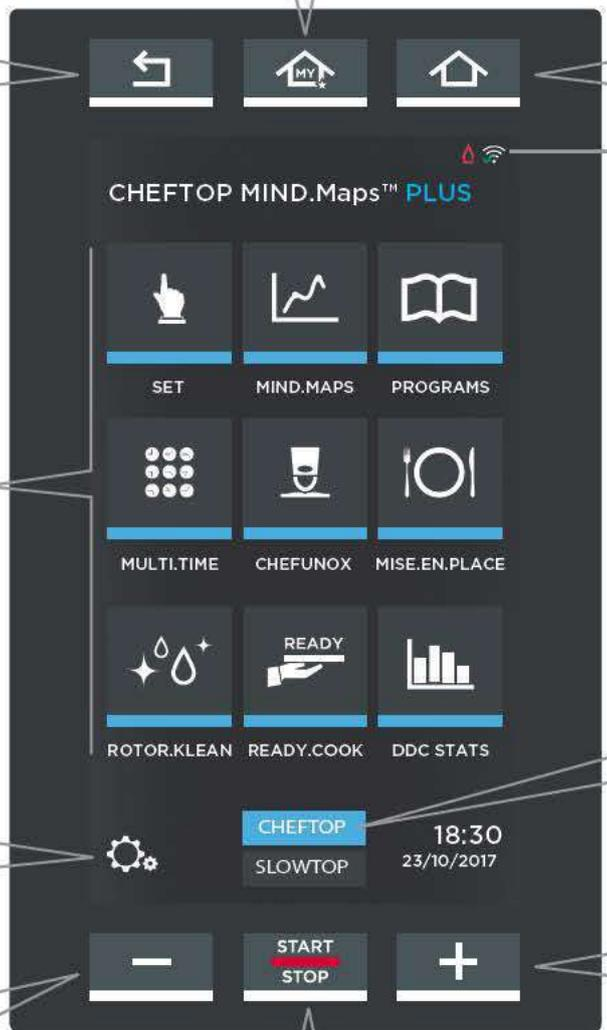 MY
CHEFTOP MIND.Maps™ PLUS
SET MIND.MAPS PROGRAMS
MULTI.TIME CHEFUNOX MISE.EN.PLACE
READY
ROTOR.KLEAN READY.COOK DDC STATS
CHEFTOP
SLOWTOP
18:30
23/10/2017
START
STOP